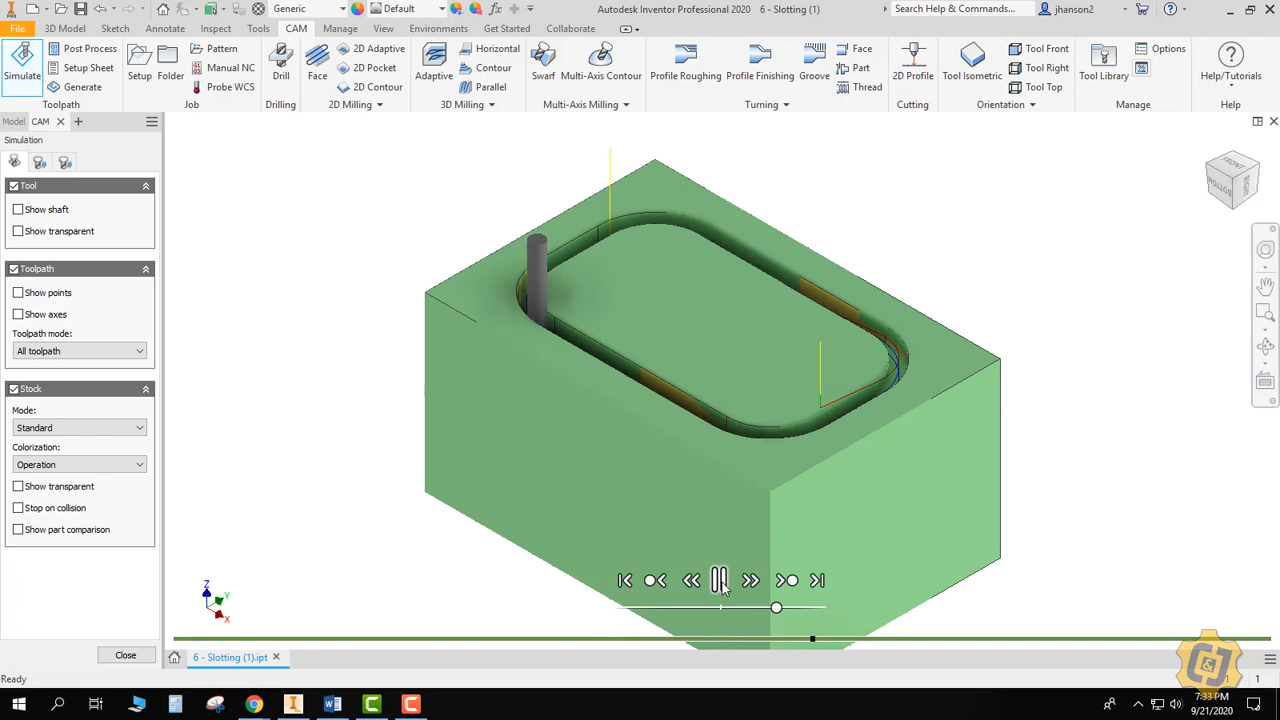 Generic
Default
Autodesk Inventor Professional 2020   6 - Slotting (1)
Search Help & Commands...
jhanson2
File
3D Model
Sketch
Annotate
Inspect
Tools
CAM
Manage
View
Environments
Get Started
Collaborate
Simulate
Post Process
Setup Sheet
Generate
Toolpath
Setup
Folder
Pattern
Manual NC
Probe WCS
Job
Drill
Drilling
Face
2D Adaptive
2D Pocket
2D Contour
2D Milling
Adaptive
Horizontal
Contour
Parallel
3D Milling
Swarf
Multi-Axis Contour
Multi-Axis Milling
Profile Roughing
Profile Finishing
Groove
Face
Part
Thread
Turning
2D Profile
Cutting
Tool Isometric
Tool Front
Tool Right
Tool Top
Orientation
Tool Library
Options
Manage
Help/Tutorials
Help
Model
CAM
Simulation
Tool
Show shaft
Show transparent
Toolpath
Show points
Show axes
Toolpath mode:
All toolpath
Stock
Mode:
Standard
Colorization:
Operation
Show transparent
Stop on collision
Show part comparison
Close
FRONT
BOTTOM
Z
Y
X
6 - Slotting (1).ipt
Ready
1
7:33 PM
9/21/2020